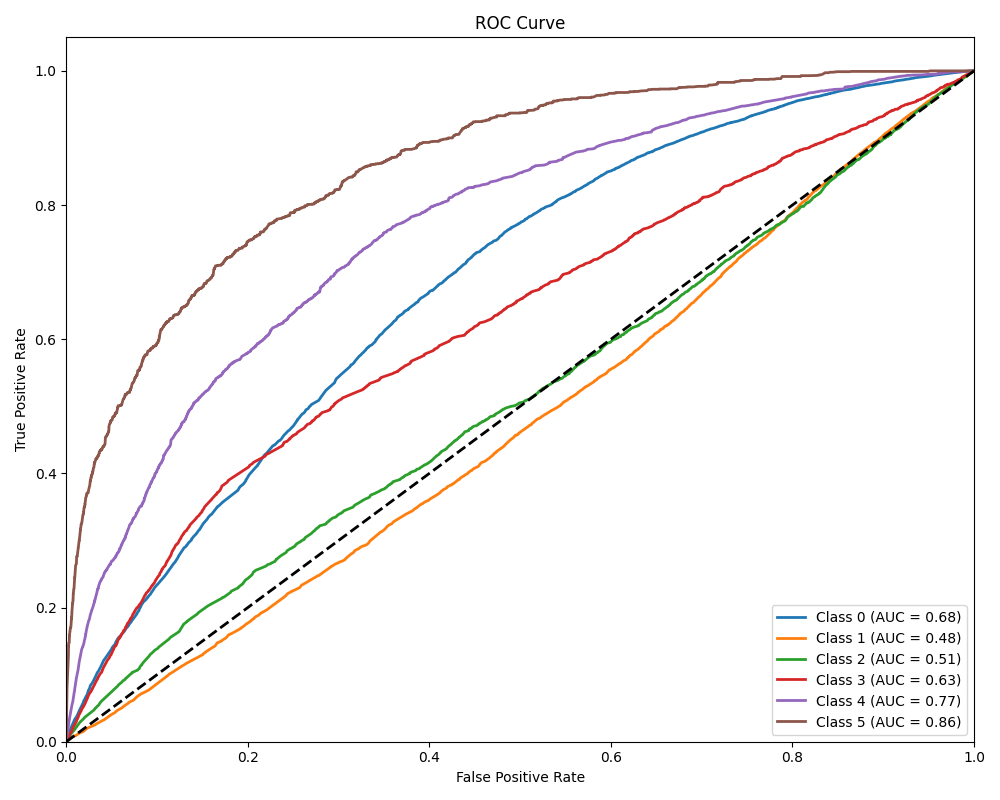 ROC Curve
True Positive Rate
1.0
0.8
0.6
0.4
0.2
0.0
0.0 0.2 0.4 0.6 0.8 1.0
False Positive Rate
Class 0 (AUC = 0.68)
Class 1 (AUC = 0.48)
Class 2 (AUC = 0.51)
Class 3 (AUC = 0.63)
Class 4 (AUC = 0.77)
Class 5 (AUC = 0.86)